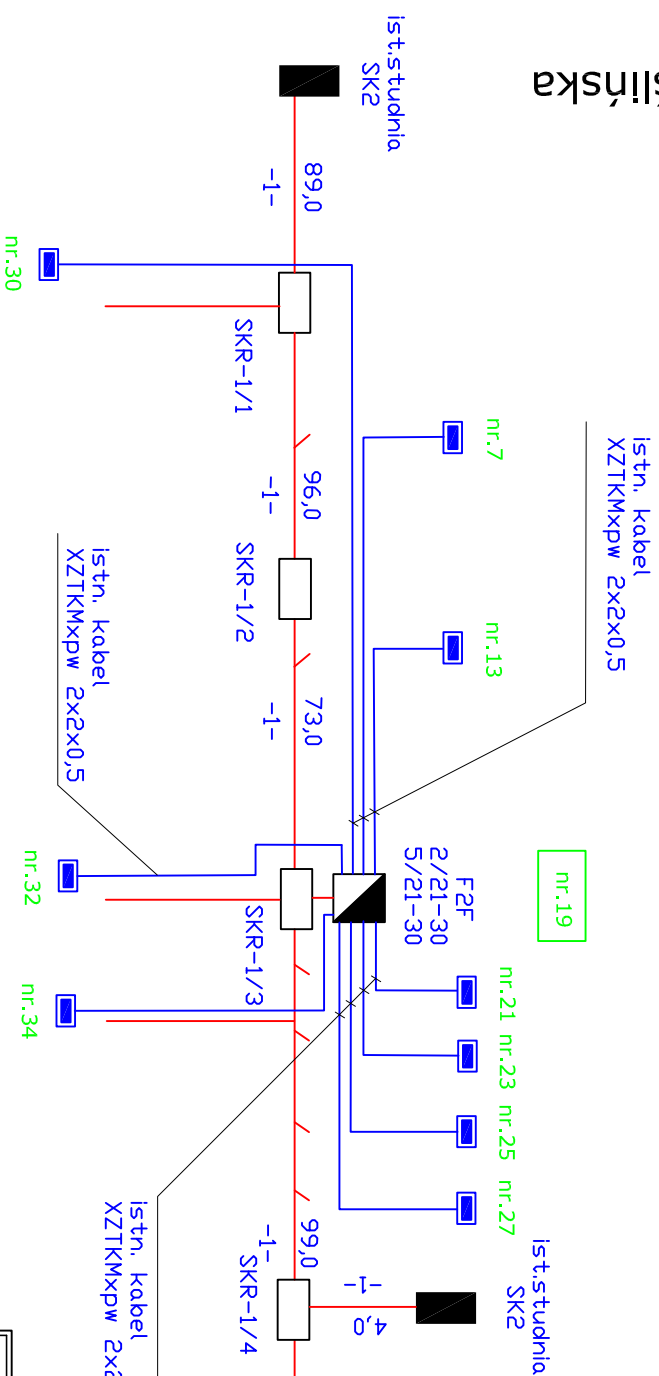 ślińska
ist.studnia
SK2
89,0
-1-
nr.30
SKR-1/1
nr.7
istn. kabel
XZTKMxpw 2x2x0,5
96,0
-1-
SKR-1/2
nr.13
istn. kabel
XZTKMxpw 2x2x0,5
73,0
-1-
nr.19
F2F
2/21-30
5/21-30
nr.32
SKR-1/3
nr.34
nr.21
nr.23
nr.25
nr.27
istn. kabel
XZTKMxpw 2x2
99,0
-1-
SKR-1/4
-1-
4,0
ist.studnia
SK2